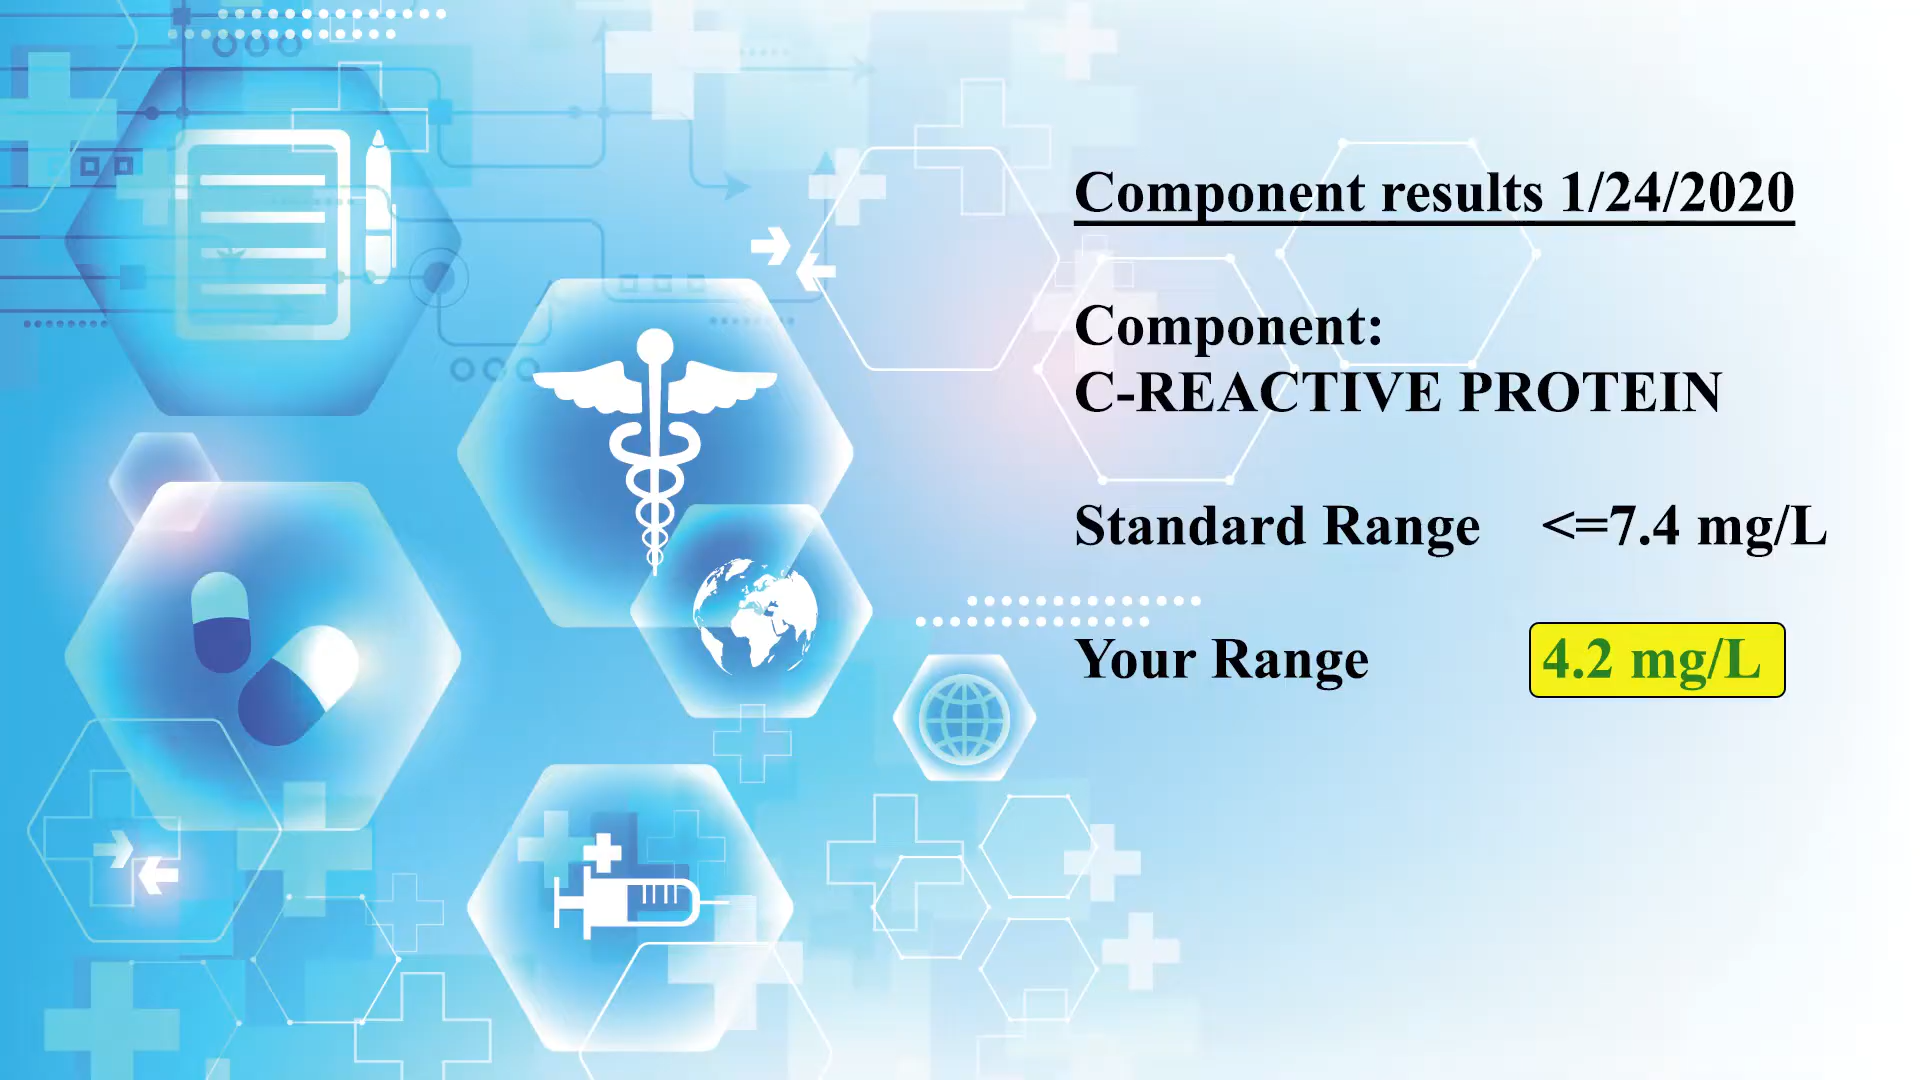 Component results 1/24/2020
Component:
C-REACTIVE PROTEIN
Standard Range <=7.4 mg/L
Your Range 4.2 mg/L